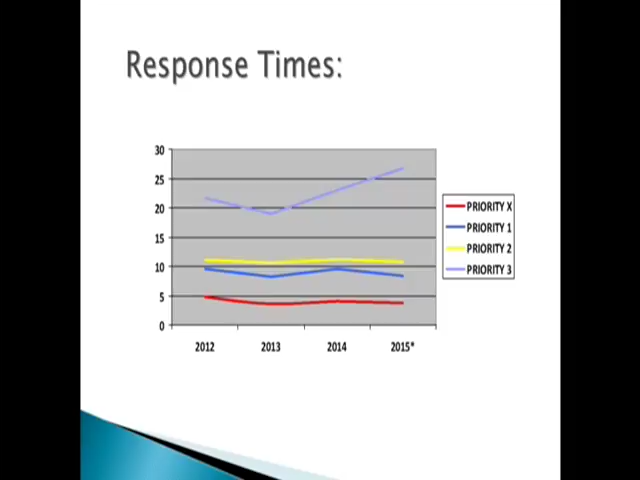 Response Times:
30
25
20
15
10
5
0
2012 2013 2014 2015*
PRIORITY X
PRIORITY 1
PRIORITY 2
PRIORITY 3